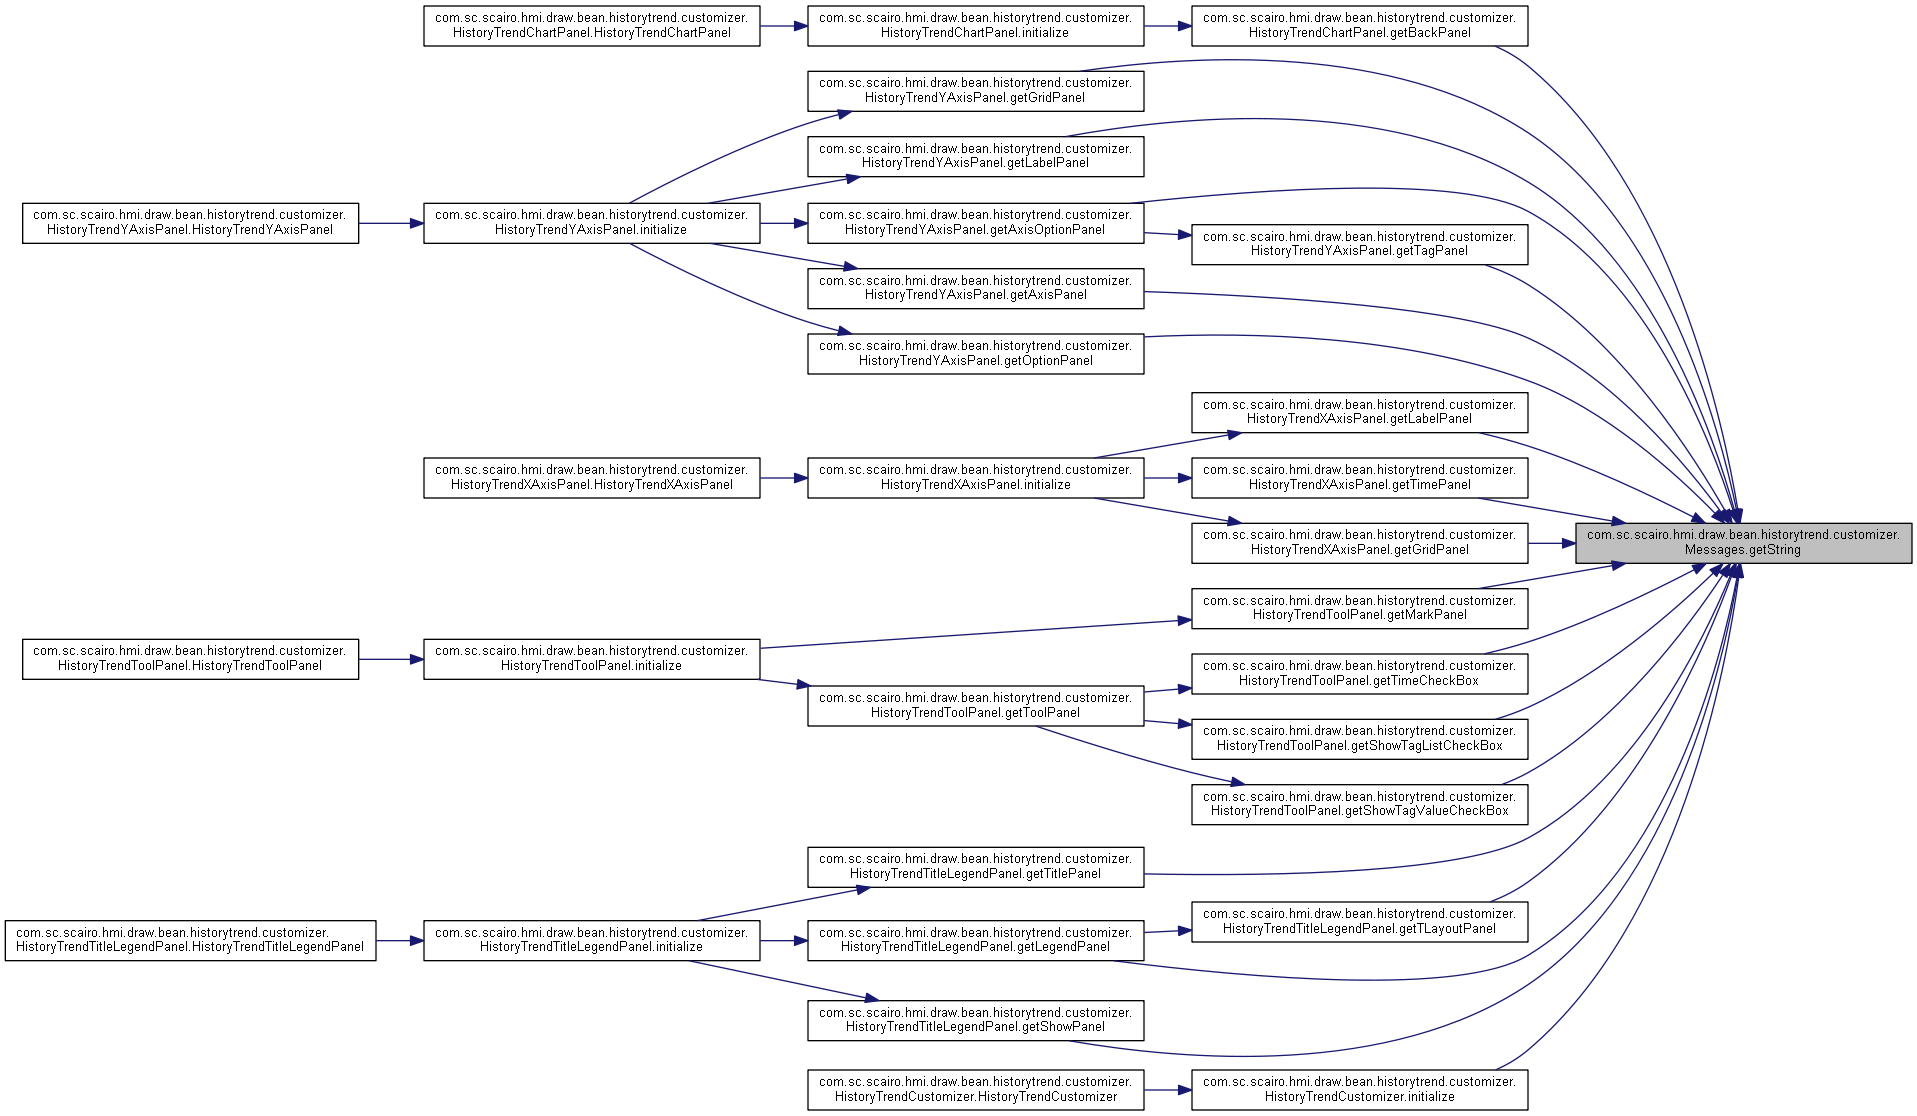 com.sc.scairo.hmi.draw.bean.historytrend.customizer.
HistoryTrendChartPanel.HistoryTrendChartPanel
com.sc.scairo.hmi.draw.bean.historytrend.customizer.
HistoryTrendChartPanel.initialize
com.sc.scairo.hmi.draw.bean.historytrend.customizer.
HistoryTrendChartPanel.getBackPanel
com.sc.scairo.hmi.draw.bean.historytrend.customizer.
HistoryTrendYAxisPanel.getGridPanel
com.sc.scairo.hmi.draw.bean.historytrend.customizer.
HistoryTrendYAxisPanel.getLabelPanel
com.sc.scairo.hmi.draw.bean.historytrend.customizer.
HistoryTrendYAxisPanel.HistoryTrendYAxisPanel
com.sc.scairo.hmi.draw.bean.historytrend.customizer.
HistoryTrendYAxisPanel.initialize
com.sc.scairo.hmi.draw.bean.historytrend.customizer.
HistoryTrendYAxisPanel.getAxisOptionPanel
com.sc.scairo.hmi.draw.bean.historytrend.customizer.
HistoryTrendYAxisPanel.getTagPanel
com.sc.scairo.hmi.draw.bean.historytrend.customizer.
HistoryTrendYAxisPanel.getAxisPanel
com.sc.scairo.hmi.draw.bean.historytrend.customizer.
HistoryTrendYAxisPanel.getOptionPanel
com.sc.scairo.hmi.draw.bean.historytrend.customizer.
HistoryTrendXAxisPanel.getLabelPanel
com.sc.scairo.hmi.draw.bean.historytrend.customizer.
HistoryTrendXAxisPanel.HistoryTrendXAxisPanel
com.sc.scairo.hmi.draw.bean.historytrend.customizer.
HistoryTrendXAxisPanel.initialize
com.sc.scairo.hmi.draw.bean.historytrend.customizer.
HistoryTrendXAxisPanel.getTimePanel
com.sc.scairo.hmi.draw.bean.historytrend.customizer.
HistoryTrendXAxisPanel.getGridPanel
com.sc.scairo.hmi.draw.bean.historytrend.customizer.
Messages.getString
com.sc.scairo.hmi.draw.bean.historytrend.customizer.
HistoryTrendToolPanel.getMarkPanel
com.sc.scairo.hmi.draw.bean.historytrend.customizer.
HistoryTrendToolPanel.HistoryTrendToolPanel
com.sc.scairo.hmi.draw.bean.historytrend.customizer.
HistoryTrendToolPanel.initialize
com.sc.scairo.hmi.draw.bean.historytrend.customizer.
HistoryTrendToolPanel.getTimeCheckBox
com.sc.scairo.hmi.draw.bean.historytrend.customizer.
HistoryTrendToolPanel.getToolPanel
com.sc.scairo.hmi.draw.bean.historytrend.customizer.
HistoryTrendToolPanel.getShowTagListCheckBox
com.sc.scairo.hmi.draw.bean.historytrend.customizer.
HistoryTrendToolPanel.getShowTagValueCheckBox
com.sc.scairo.hmi.draw.bean.historytrend.customizer.
HistoryTrendTitleLegendPanel.getTitlePanel
com.sc.scairo.hmi.draw.bean.historytrend.customizer.
HistoryTrendTitleLegendPanel.getTLayoutPanel
com.sc.scairo.hmi.draw.bean.historytrend.customizer.
HistoryTrendTitleLegendPanel.HistoryTrendTitleLegendPanel
com.sc.scairo.hmi.draw.bean.historytrend.customizer.
HistoryTrendTitleLegendPanel.initialize
com.sc.scairo.hmi.draw.bean.historytrend.customizer.
HistoryTrendTitleLegendPanel.getLegendPanel
com.sc.scairo.hmi.draw.bean.historytrend.customizer.
HistoryTrendTitleLegendPanel.getShowPanel
com.sc.scairo.hmi.draw.bean.historytrend.customizer.
HistoryTrendCustomizer.HistoryTrendCustomizer
com.sc.scairo.hmi.draw.bean.historytrend.customizer.
HistoryTrendCustomizer.initialize